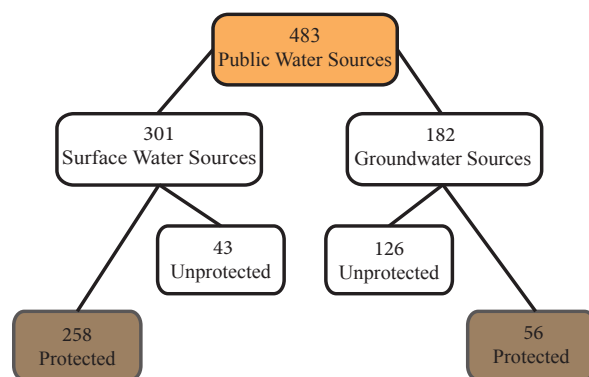 483
Public Water Sources
301
Surface Water Sources
182
Groundwater Sources
43
Unprotected
126
Unprotected
258
Protected
56
Protected